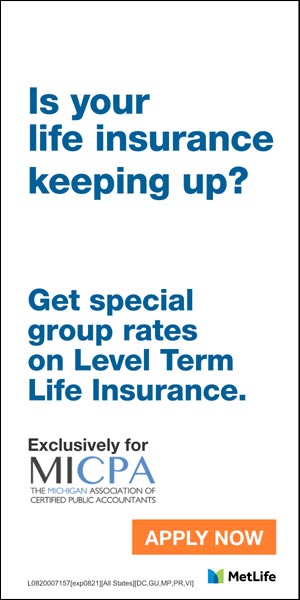 Is your
life insurance
keeping up?
Get special
group rates
on Level Term
Life Insurance.
Exclusively for
MICPA
THE MICHIGAN ASSOCIATION OF
CERTIFIED PUBLIC ACCOUNTANTS
APPLY NOW
L0820007157[exp0821][All States][DC,GU,MP,PR,VI]
MetLife